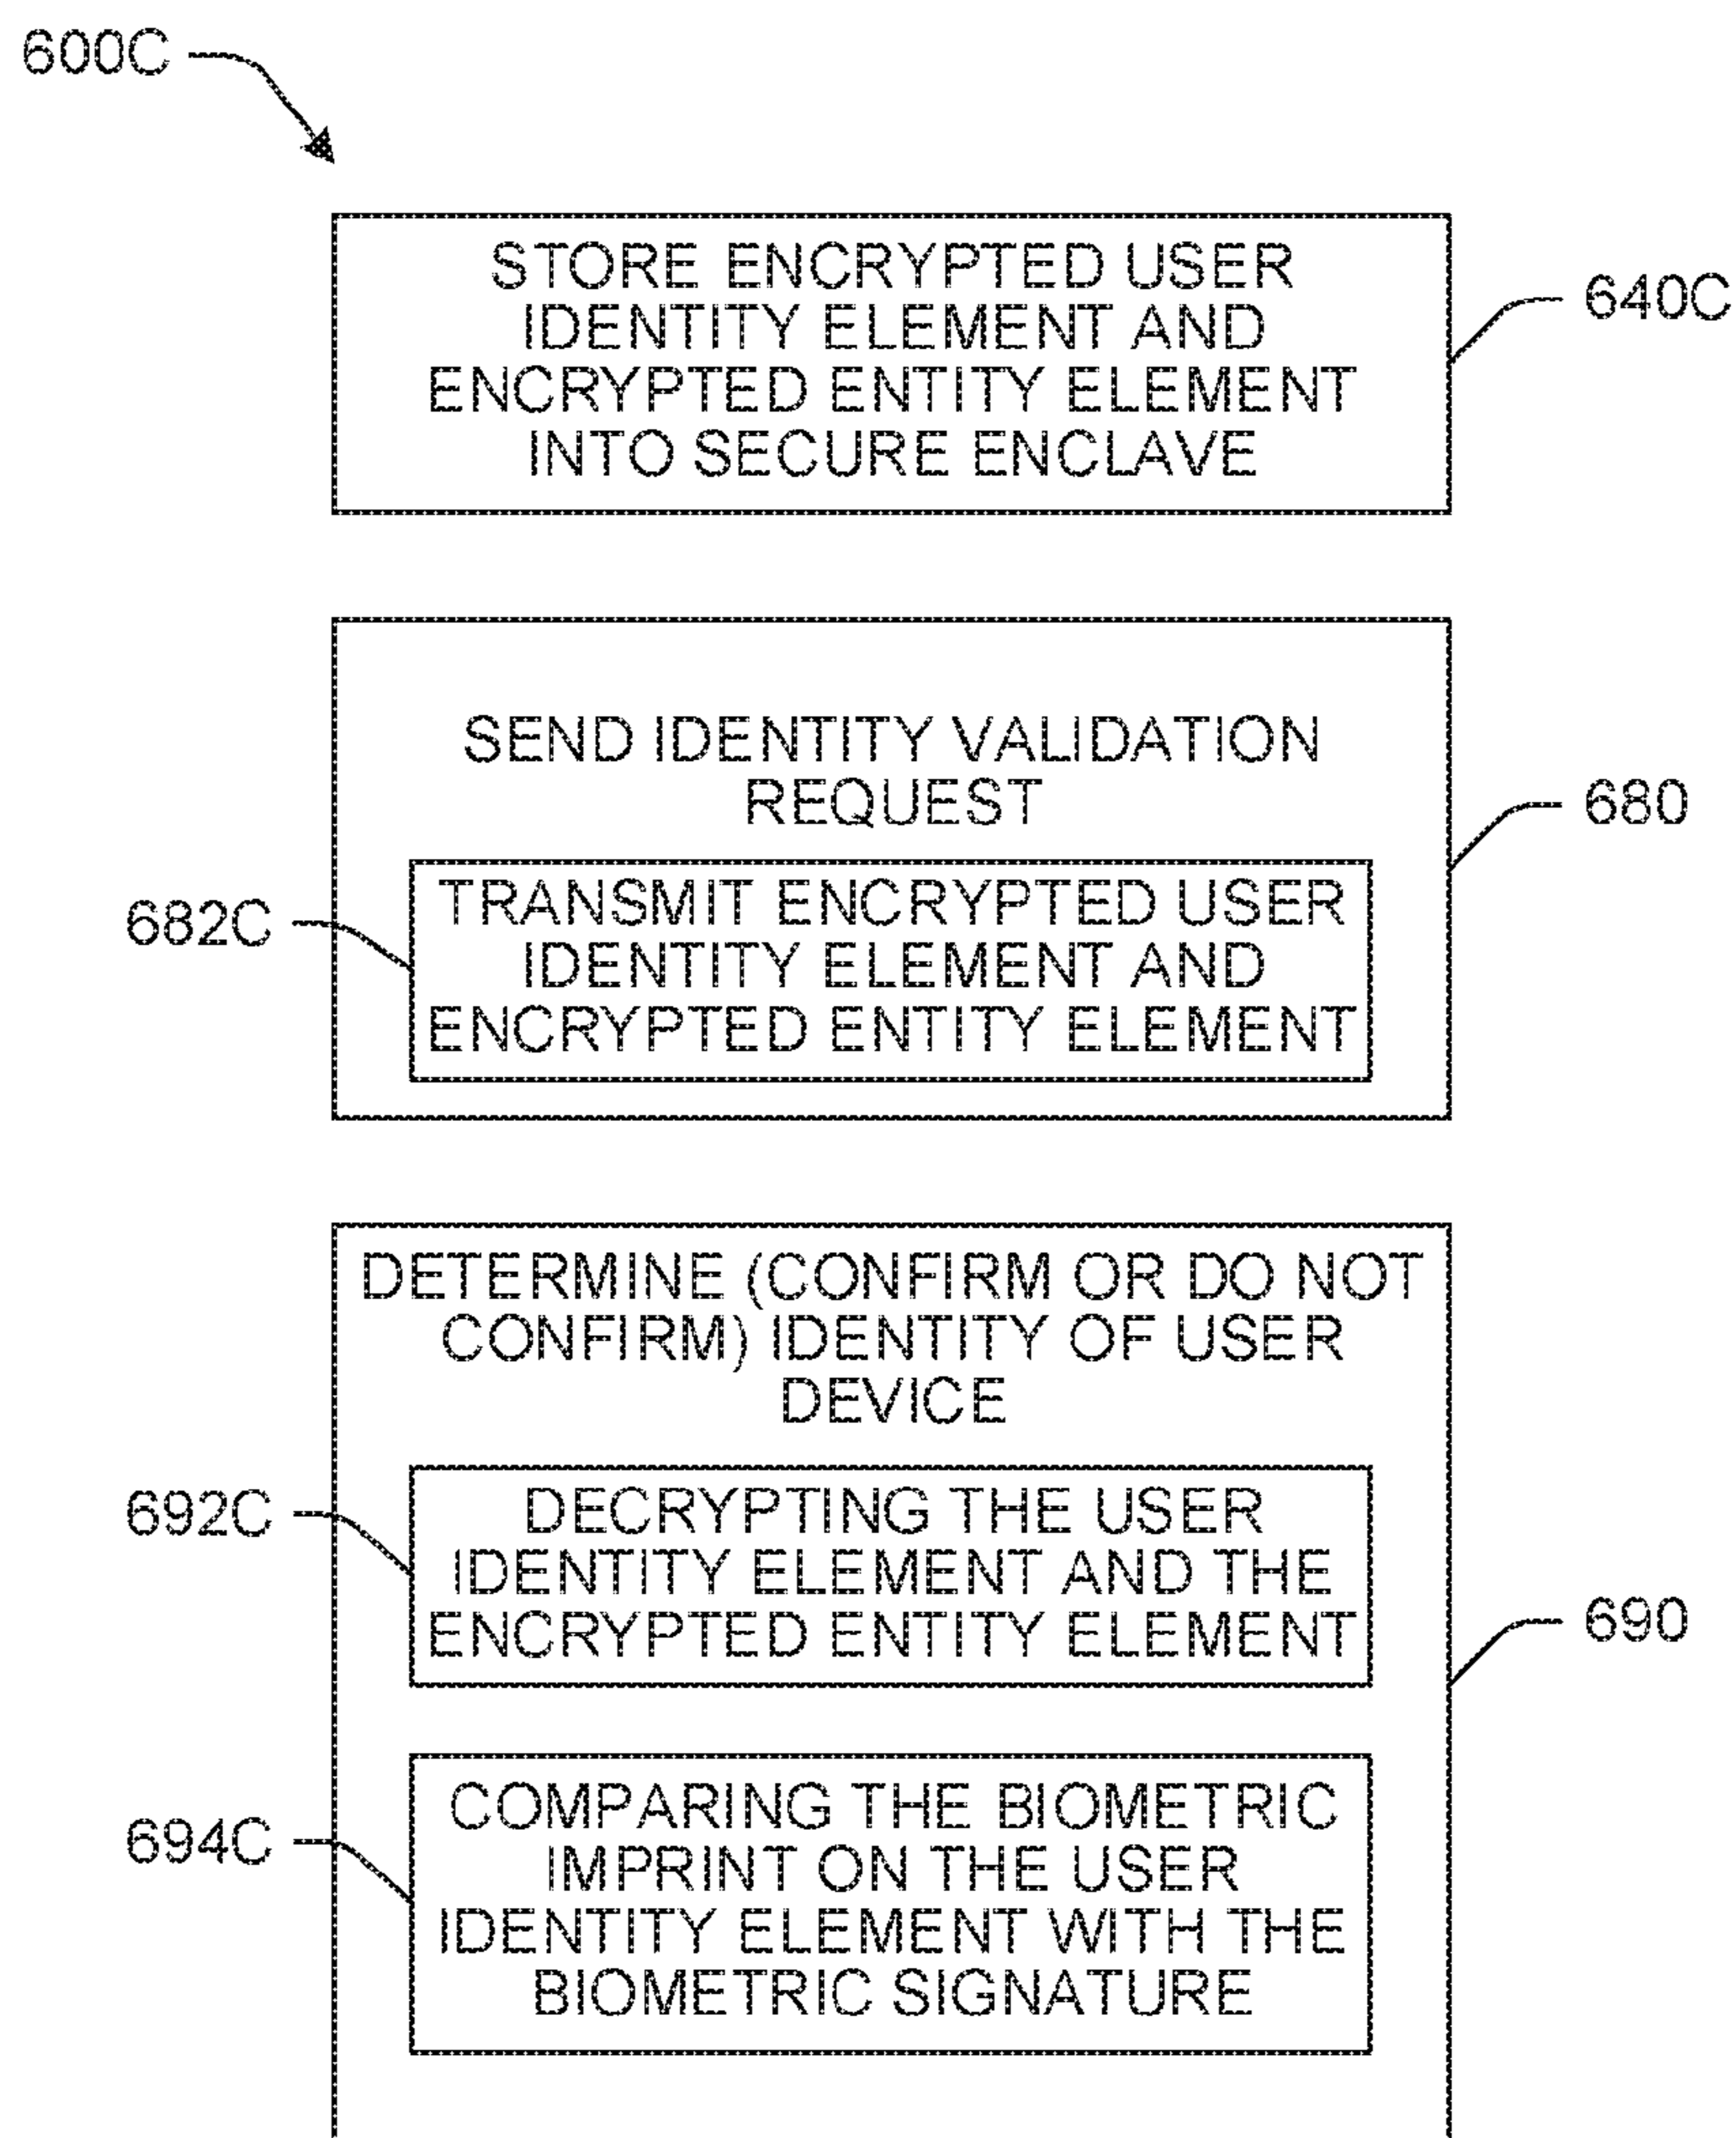 600C
STORE ENCRYPTED USER
IDENTITY ELEMENT AND
ENCRYPTED ENTITY ELEMENT
INTO SECURE ENCLAVE
640C
SEND IDENTITY VALIDATION
REQUEST
680
TRANSMIT ENCRYPTED USER
IDENTITY ELEMENT AND
ENCRYPTED ENTITY ELEMENT
682C
DETERMINE (CONFIRM OR DO NOT
CONFIRM) IDENTITY OF USER
DEVICE
692C
DECRYPTING THE USER
IDENTITY ELEMENT AND THE
ENCRYPTED ENTITY ELEMENT
690
694C
COMPARING THE BIOMETRIC
IMPRINT ON THE USER
IDENTITY ELEMENT WITH THE
BIOMETRIC SIGNATURE